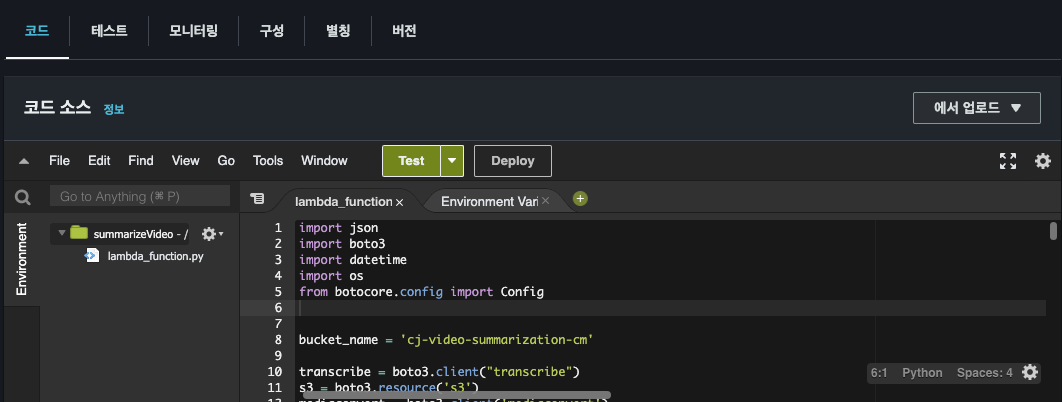 코드 테스트 모니터링 구성 별칭 버전
코드 소스 정보
에서 업로드 ▼
File Edit Find View Go Tools Window Test Deploy
Go to Anything (⌘ P)
lambda_function × Environment Vari ×
Environment
summarizeVideo - /
lambda_function.py
1 import json
2 import boto3
3 import datetime
4 import os
5 from botocore.config import Config
6
7
8 bucket_name = 'cj-video-summarization-cm'
9
10 transcribe = boto3.client("transcribe")
11 s3 = boto3.resource('s3')
6:1 Python Spaces: 4